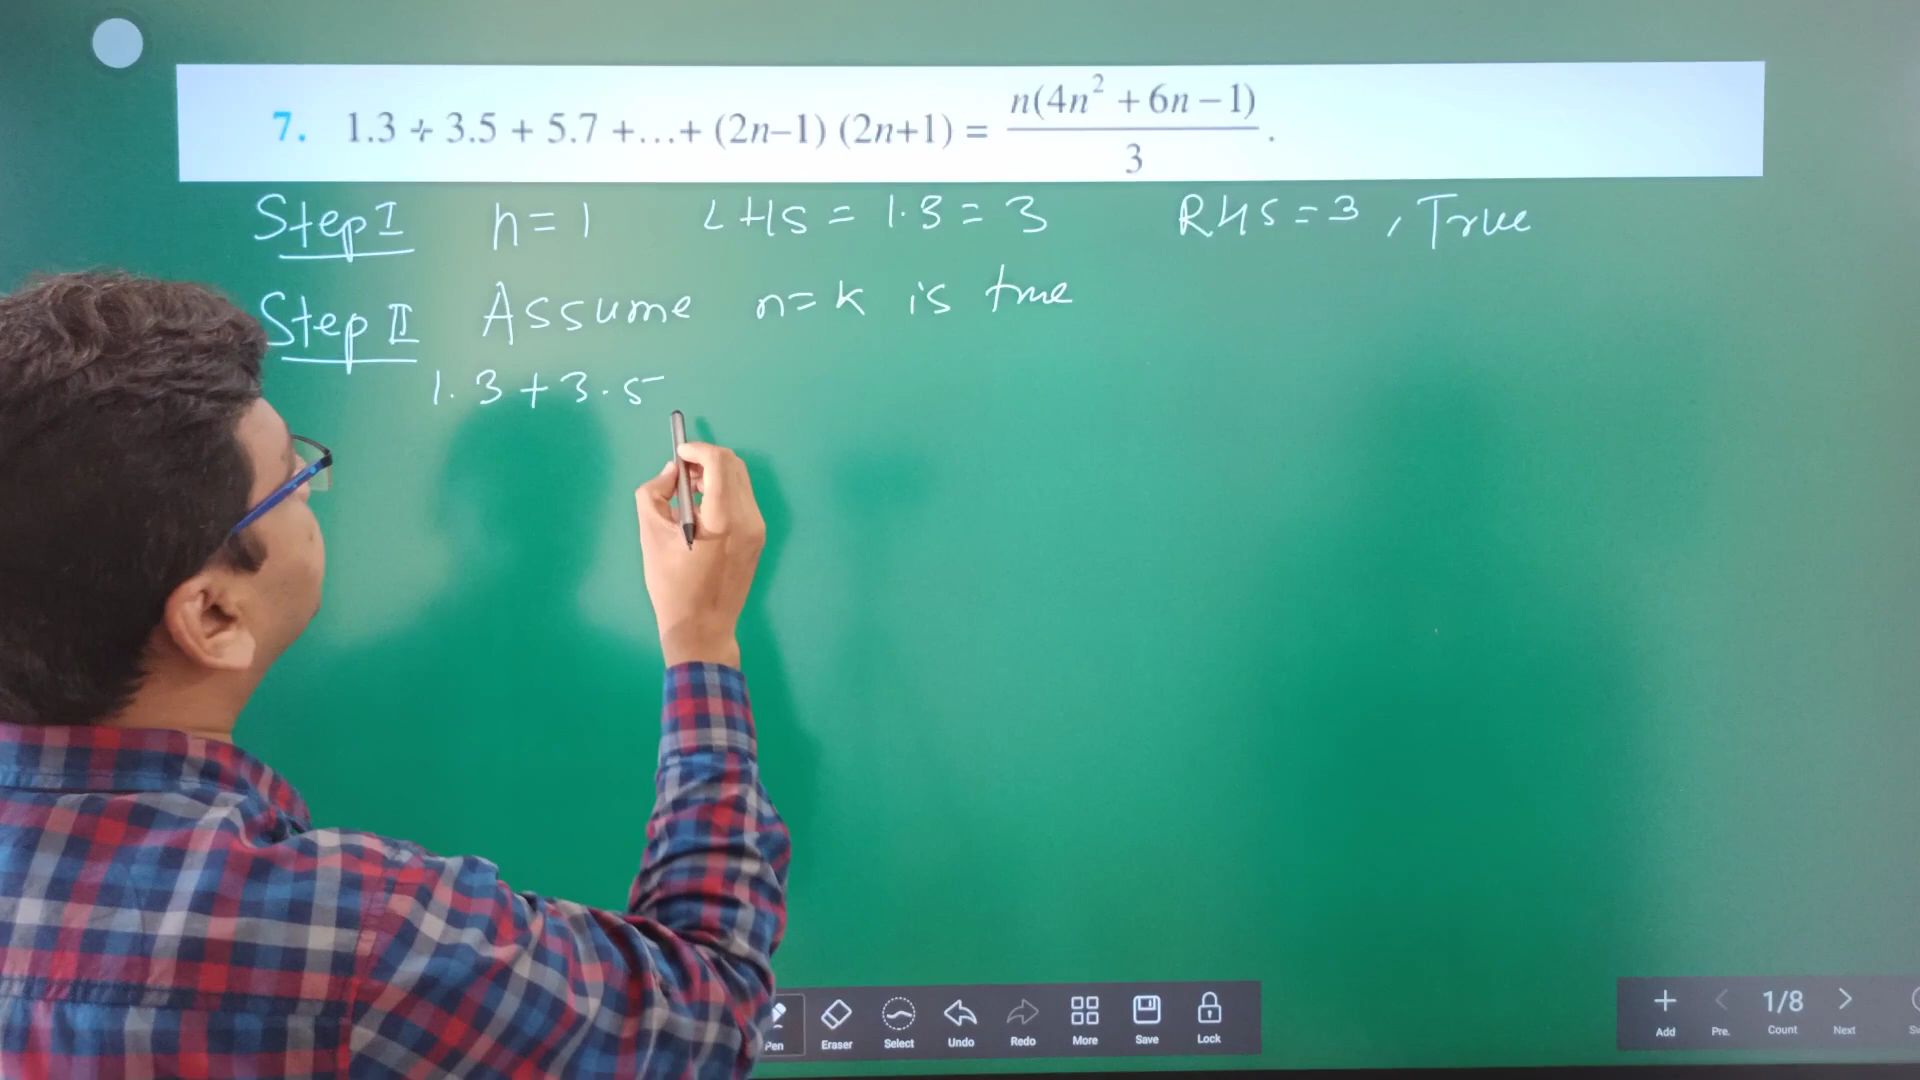 7. 1.3 + 3.5 + 5.7 +...+ (2n–1) (2n+1) = n(4n² + 6n – 1) / 3 .
Step I n = 1 LHS = 1.3 = 3 RHS = 3 , True
Step II Assume n = k is true
1.3 + 3.5
Pen Eraser Select Undo Redo More Save Lock
Add Pre. 1/8 Count Next